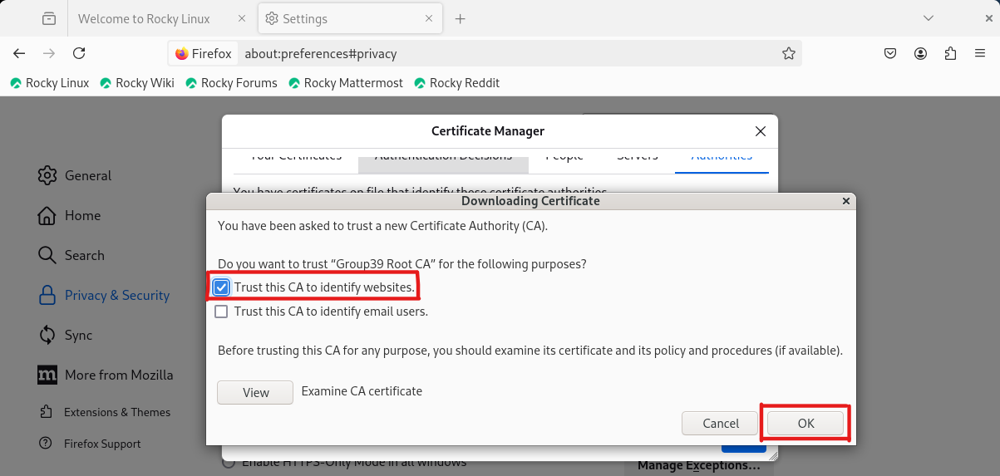 Welcome to Rocky Linux
Settings
Firefox
about:preferences#privacy
Rocky Linux
Rocky Wiki
Rocky Forums
Rocky Mattermost
Rocky Reddit
Certificate Manager
Your Certificates
Authentication Decisions
People
Servers
Authorities
You have certificates on file that identify these certificate authorities
General
Home
Search
Privacy & Security
Sync
More from Mozilla
Extensions & Themes
Firefox Support
Downloading Certificate
You have been asked to trust a new Certificate Authority (CA).
Do you want to trust “Group39 Root CA” for the following purposes?
Trust this CA to identify websites.
Trust this CA to identify email users.
Before trusting this CA for any purpose, you should examine its certificate and its policy and procedures (if available).
View
Examine CA certificate
Cancel
OK
Enable HTTPS-Only Mode in all windows
Manage Exceptions...